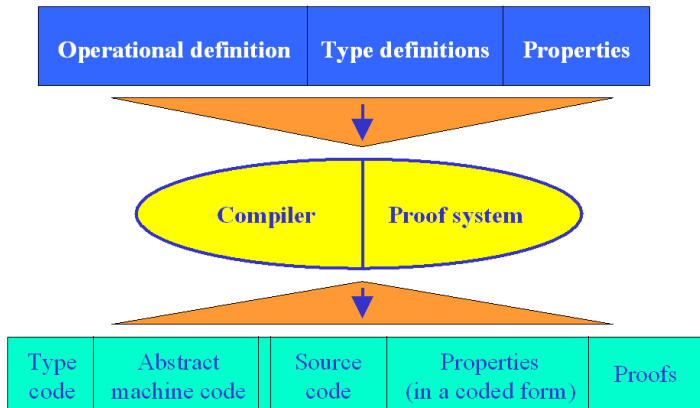 Operational definition Type definitions Properties
Compiler Proof system
Type code Abstract machine code Source code Properties (in a coded form) Proofs